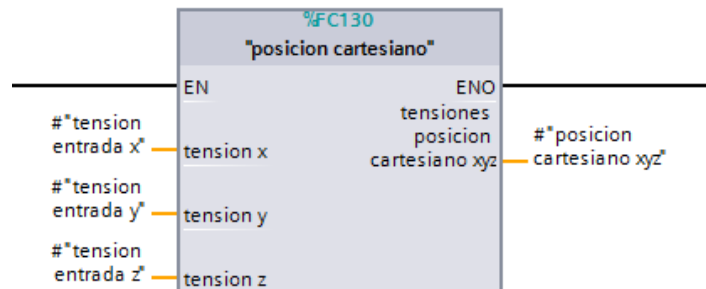 %FC130
"posicion cartesiano"
EN
ENO
#"tension
entrada x"
tension x
tensiones
posicion
cartesiano xyz
#"posicion
cartesiano xyz"
#"tension
entrada y"
tension y
#"tension
entrada z"
tension z